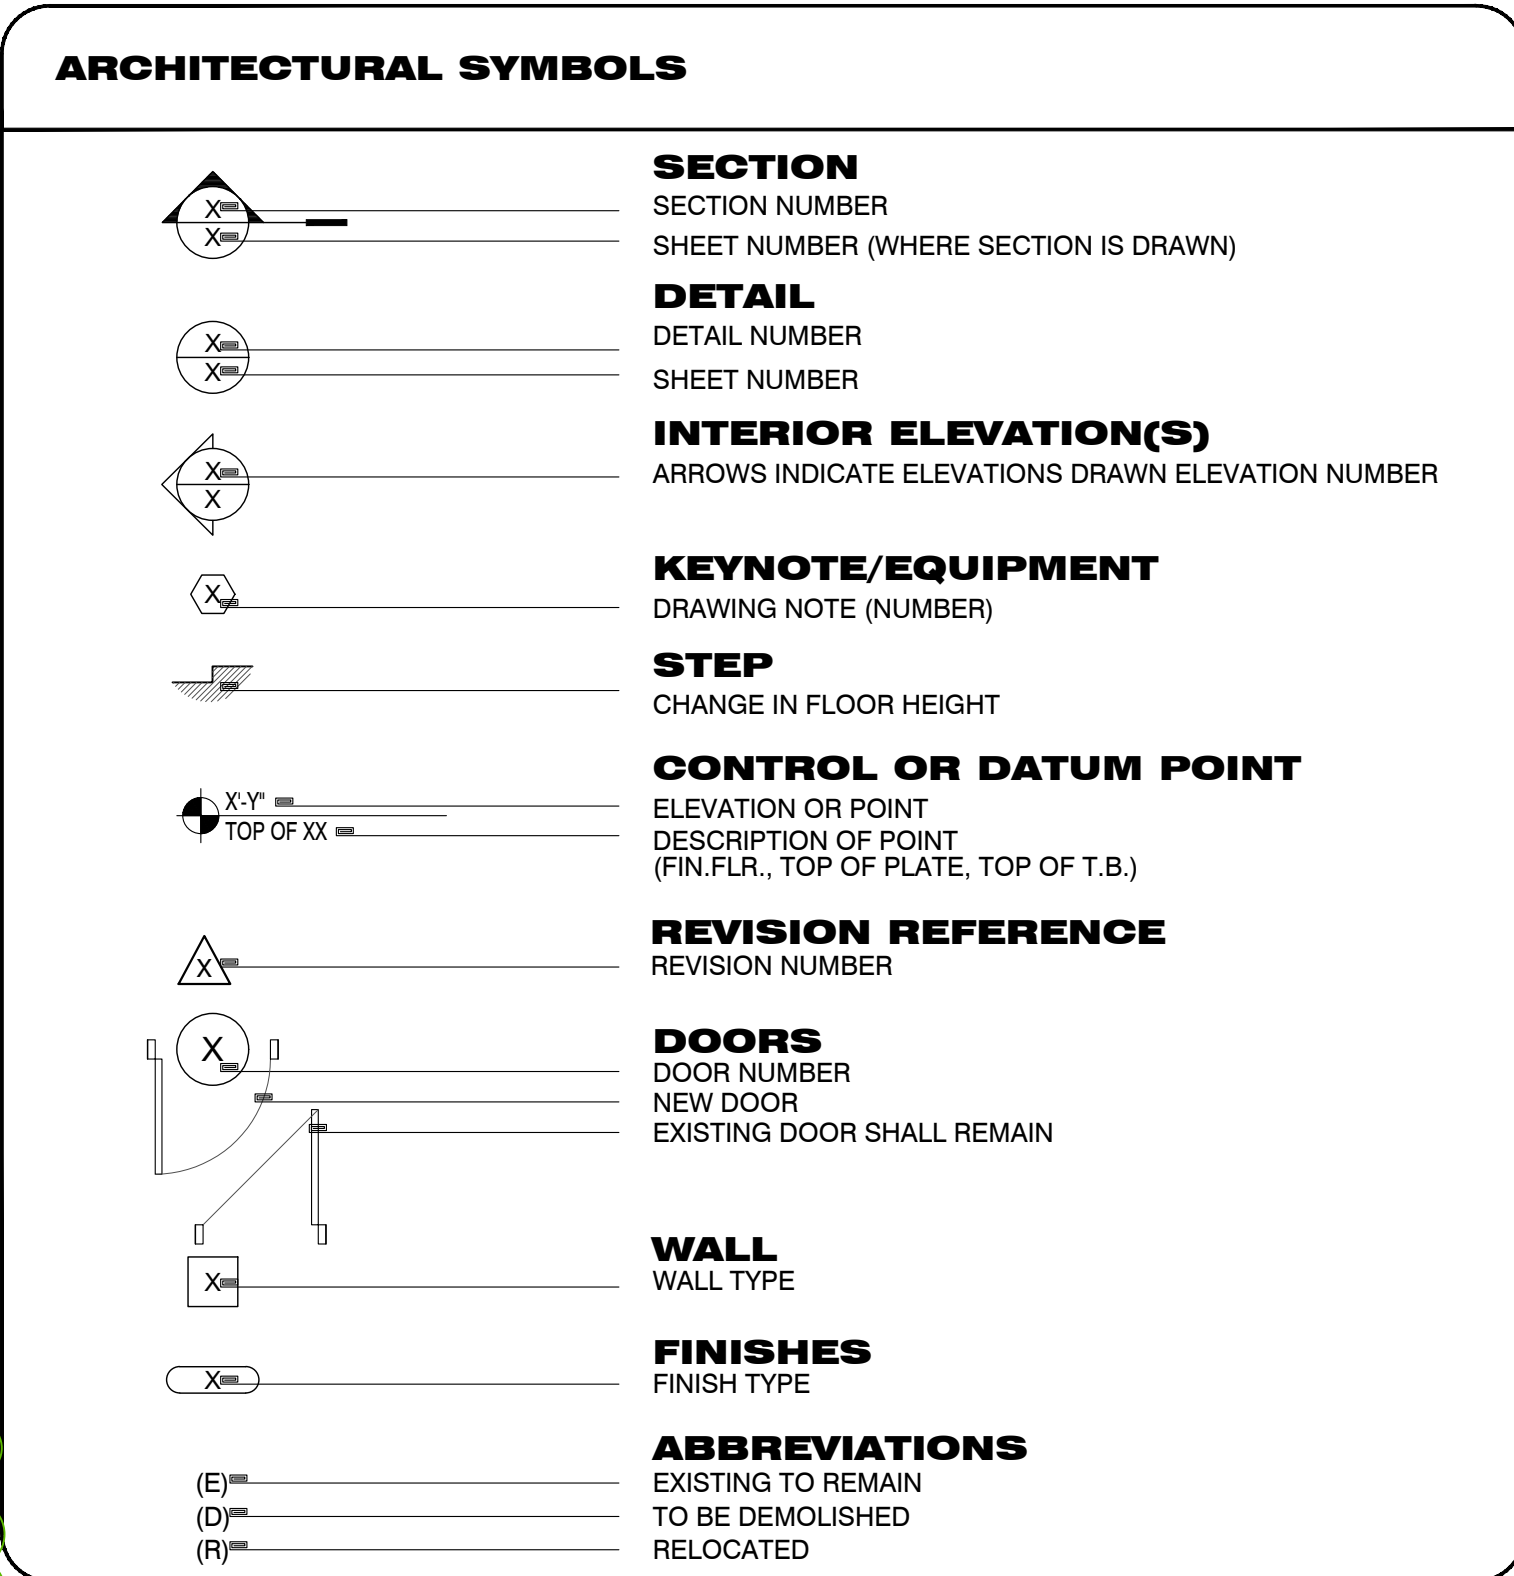 ARCHITECTURAL SYMBOLS
SECTION
X SECTION NUMBER
X SHEET NUMBER (WHERE SECTION IS DRAWN)
DETAIL
X DETAIL NUMBER
X SHEET NUMBER
INTERIOR ELEVATION(S)
X ARROWS INDICATE ELEVATIONS DRAWN ELEVATION NUMBER
X
KEYNOTE/EQUIPMENT
X DRAWING NOTE (NUMBER)
STEP
CHANGE IN FLOOR HEIGHT
CONTROL OR DATUM POINT
X'-Y" ELEVATION OR POINT
TOP OF XX DESCRIPTION OF POINT
(FIN.FLR., TOP OF PLATE, TOP OF T.B.)
REVISION REFERENCE
X REVISION NUMBER
DOORS
X DOOR NUMBER
NEW DOOR
EXISTING DOOR SHALL REMAIN
WALL
X WALL TYPE
FINISHES
X FINISH TYPE
ABBREVIATIONS
(E) EXISTING TO REMAIN
(D) TO BE DEMOLISHED
(R) RELOCATED